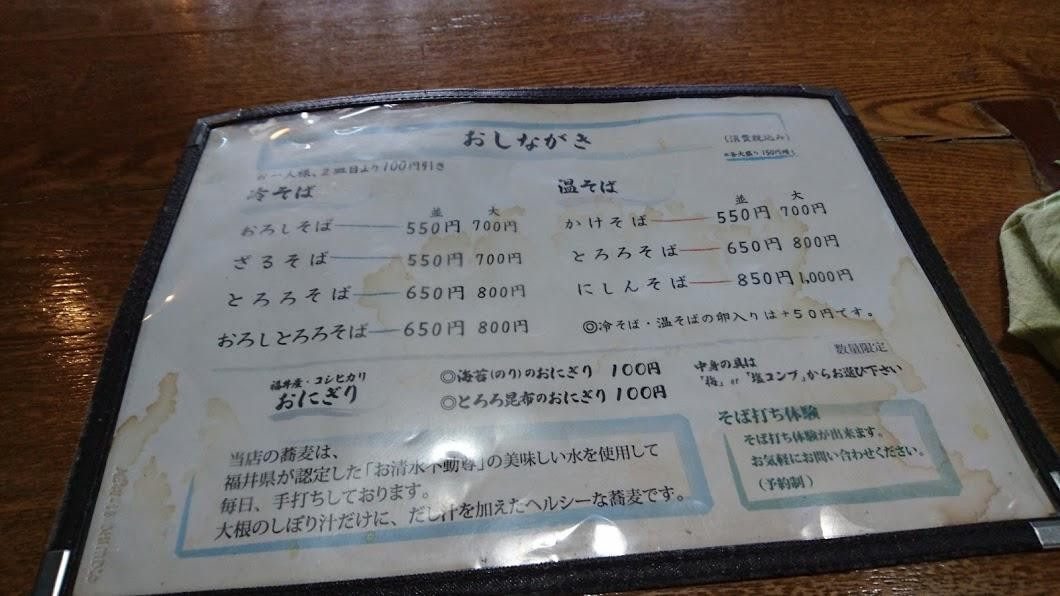 おしながき
(消費税込み)
お一人様、2皿目より100円引き
冷そば
並 大
おろしそば 550円 700円
ざるそば 550円 700円
とろろそば 650円 800円
おろしとろろそば 650円 800円
温そば
並 大
かけそば 550円 700円
とろろそば 650円 800円
にしんそば 850円 1,000円
◎冷そば・温そばの卵入りは+50円です。
福井産・コシヒカリ
おにぎり
◎海苔(のり)のおにぎり 100円
◎とろろ昆布のおにぎり 100円
数量限定
中身の具は
「梅」or「塩コンブ」からお選び下さい
当店の蕎麦は、
福井県が認定した「お清水不動尊」の美味しい水を使用して
毎日、手打ちしております。
大根のしぼり汁だけに、だし汁を加えたヘルシーな蕎麦です。
そば打ち体験
そば打ち体験が出来ます。
お気軽にお問い合わせください。
(予約制)